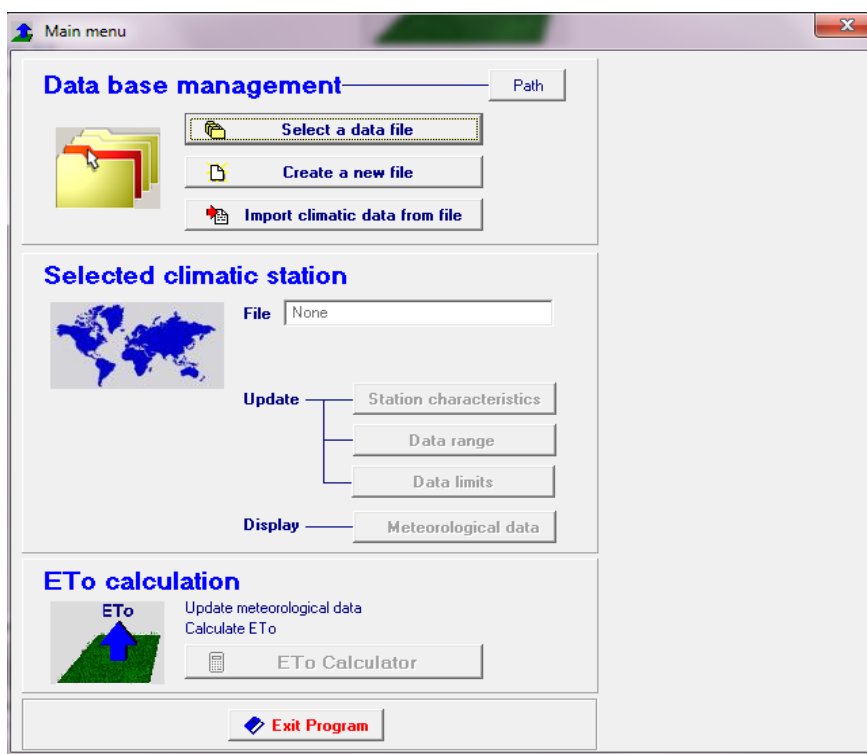 Main menu
Data base management
Path
Select a data file
Create a new file
Import climatic data from file
Selected climatic station
File None
Update
Station characteristics
Data range
Data limits
Display
Meteorological data
ETo calculation
ETo
Update meteorological data
Calculate ETo
ETo Calculator
Exit Program